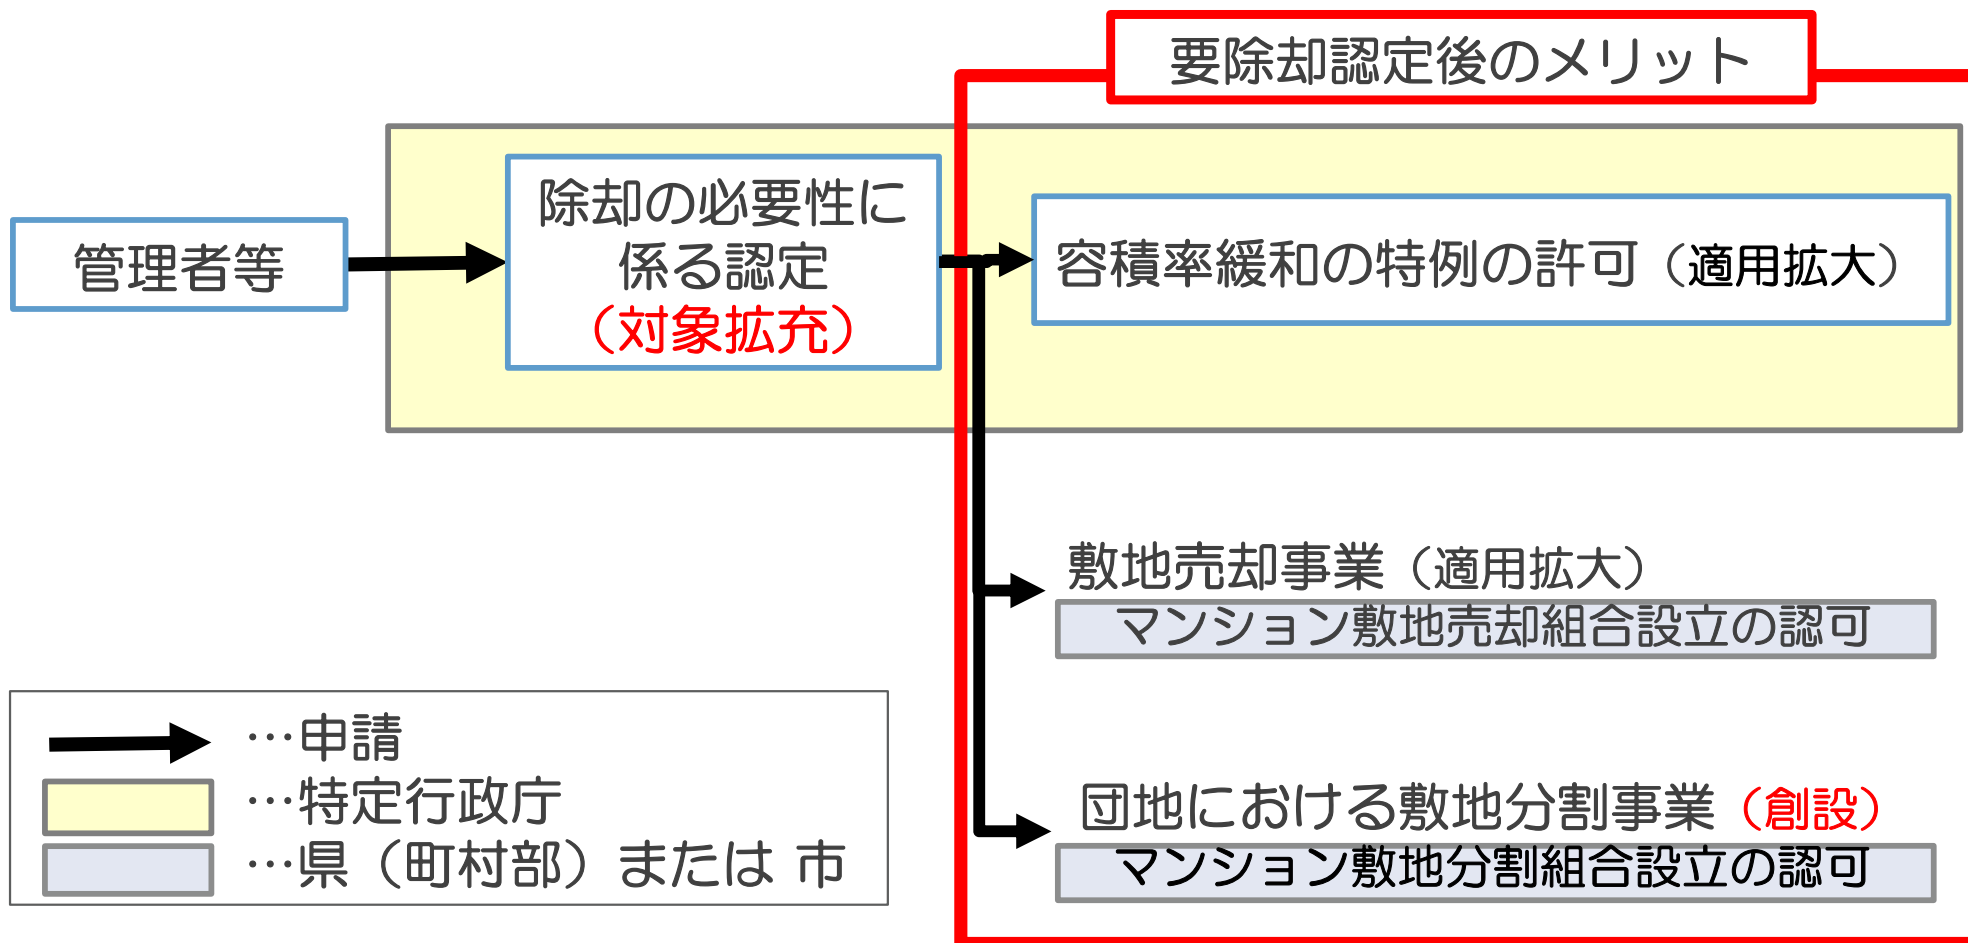 要除却認定後のメリット
管理者等
除却の必要性に
係る認定
（対象拡充）
容積率緩和の特例の許可（適用拡大）
敷地売却事業（適用拡大）
マンション敷地売却組合設立の認可
団地における敷地分割事業（創設）
マンション敷地分割組合設立の認可
…申請
…特定行政庁
…県（町村部）または 市